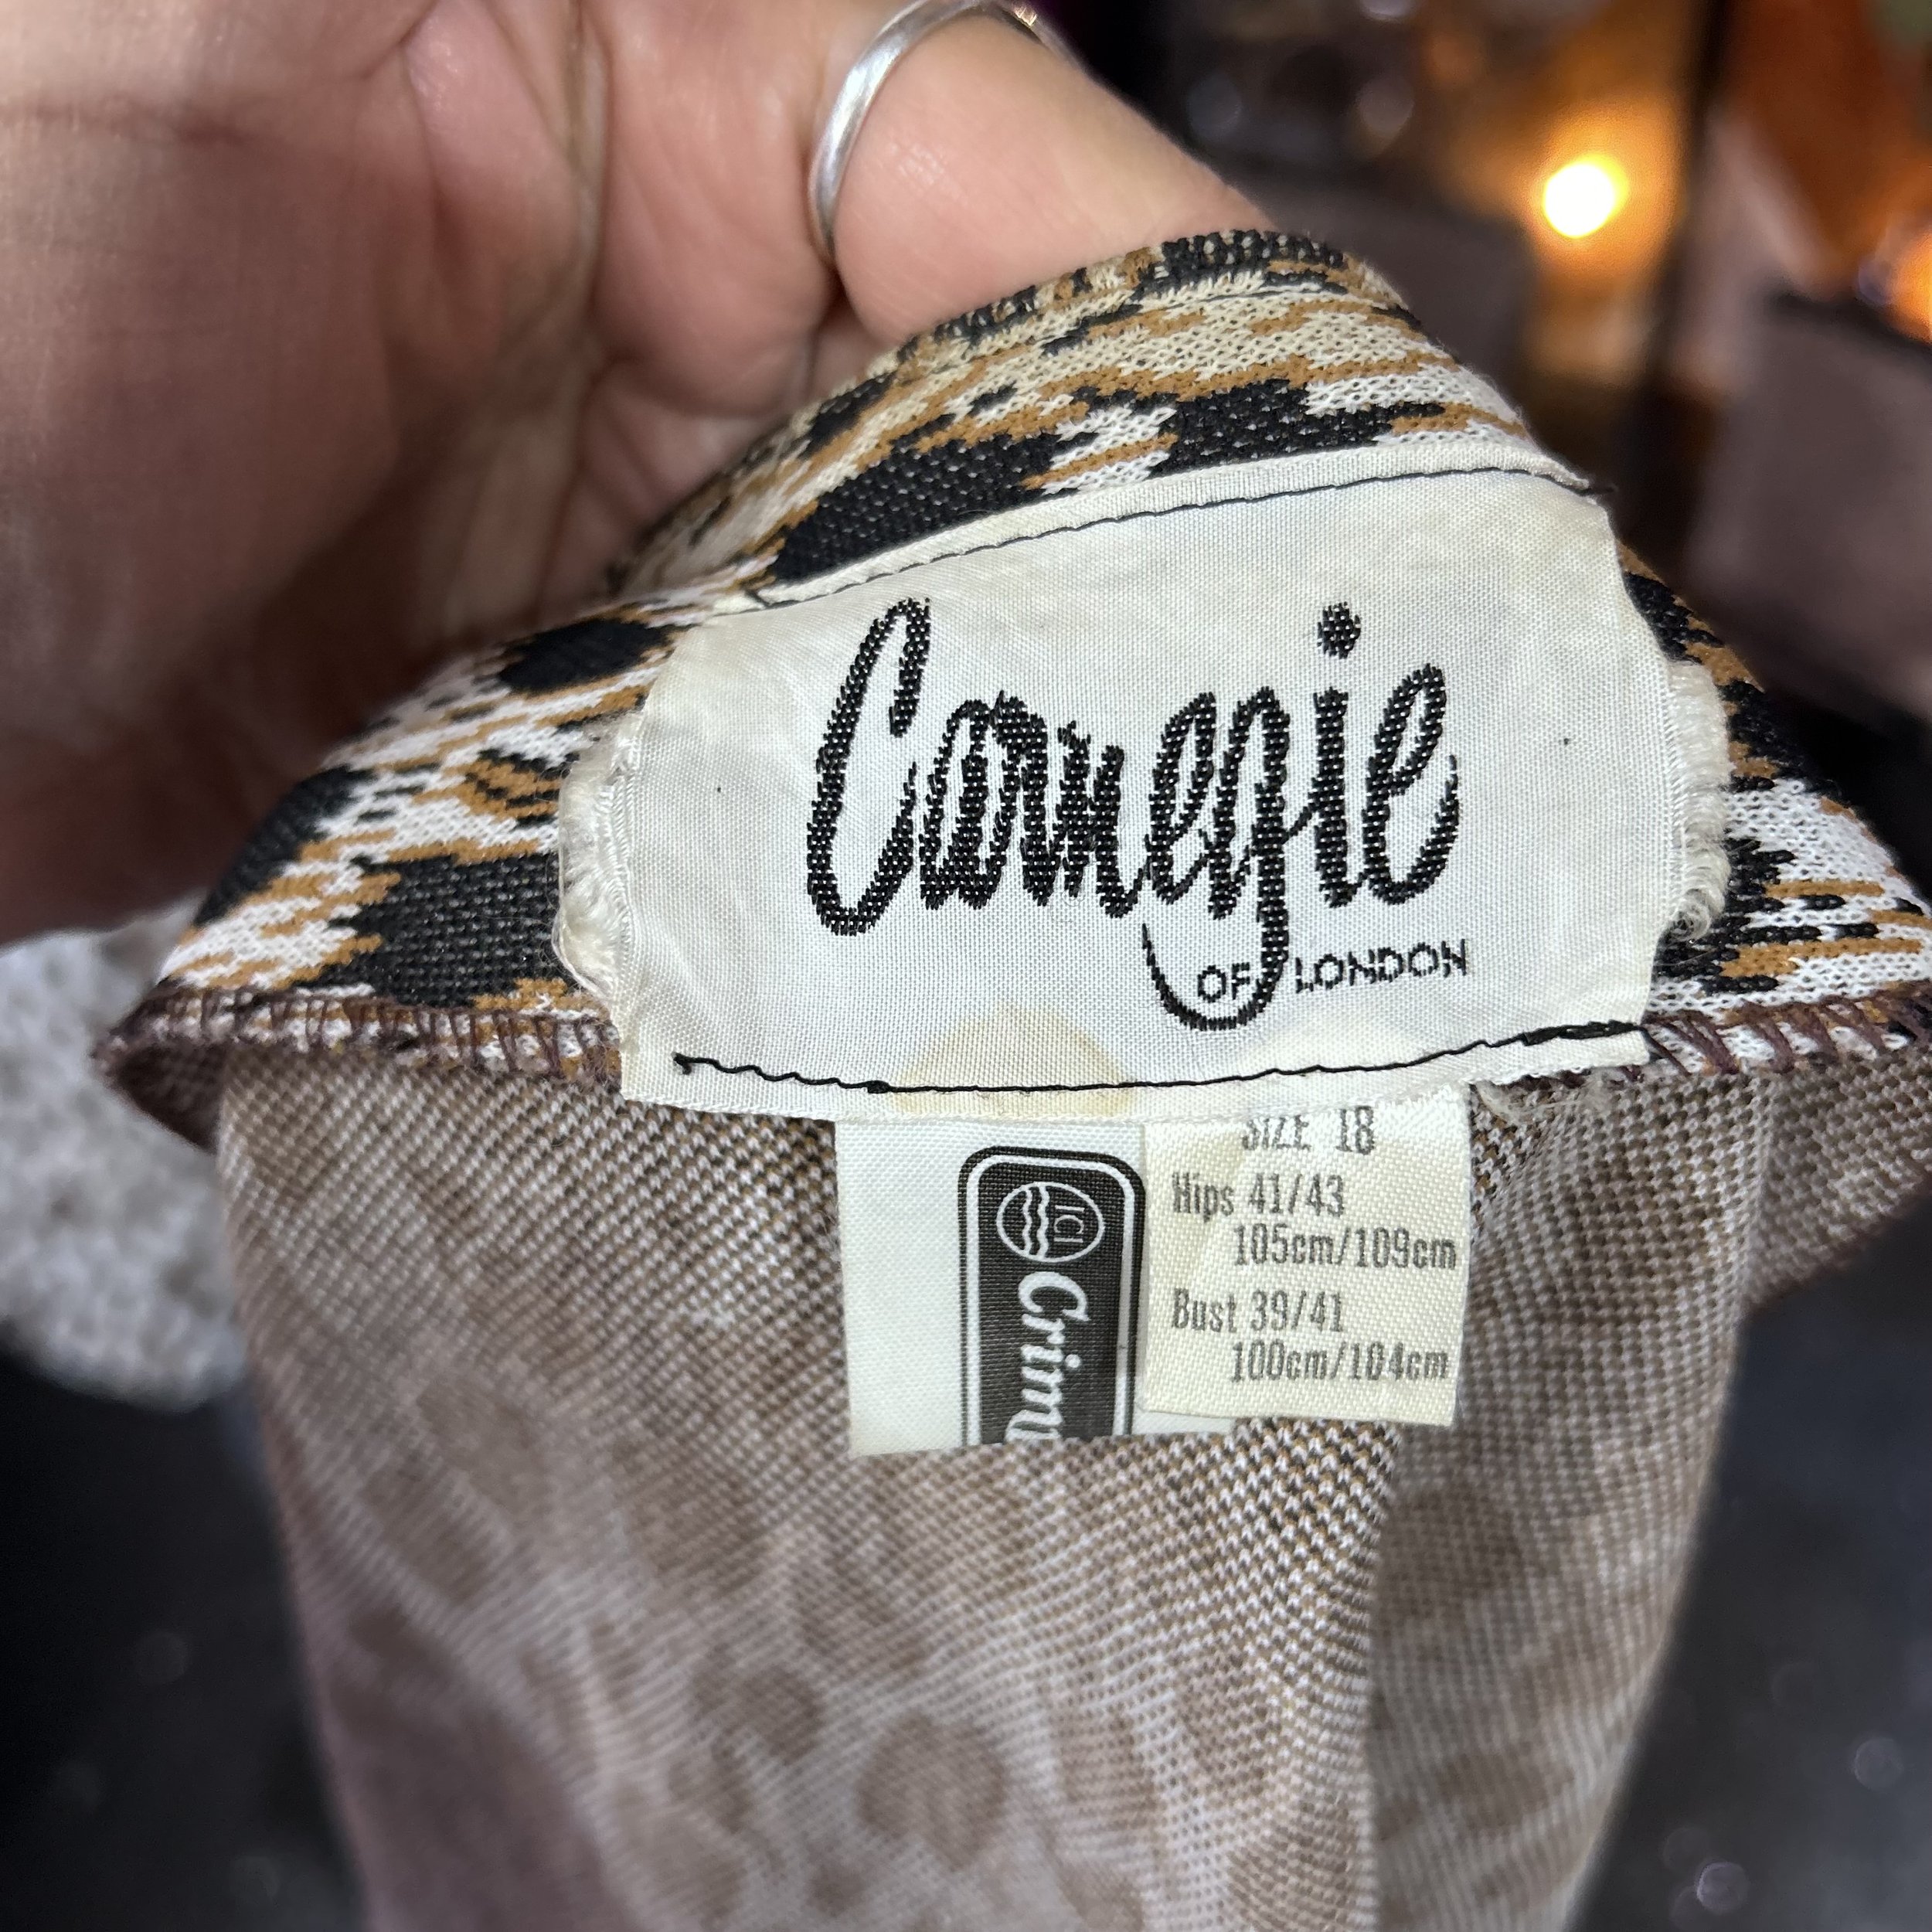 Carnegie
OF LONDON
SIZE 18
Hips 41/43
105cm/109cm
Bust 39/41
100cm/104cm
ICI
Crim